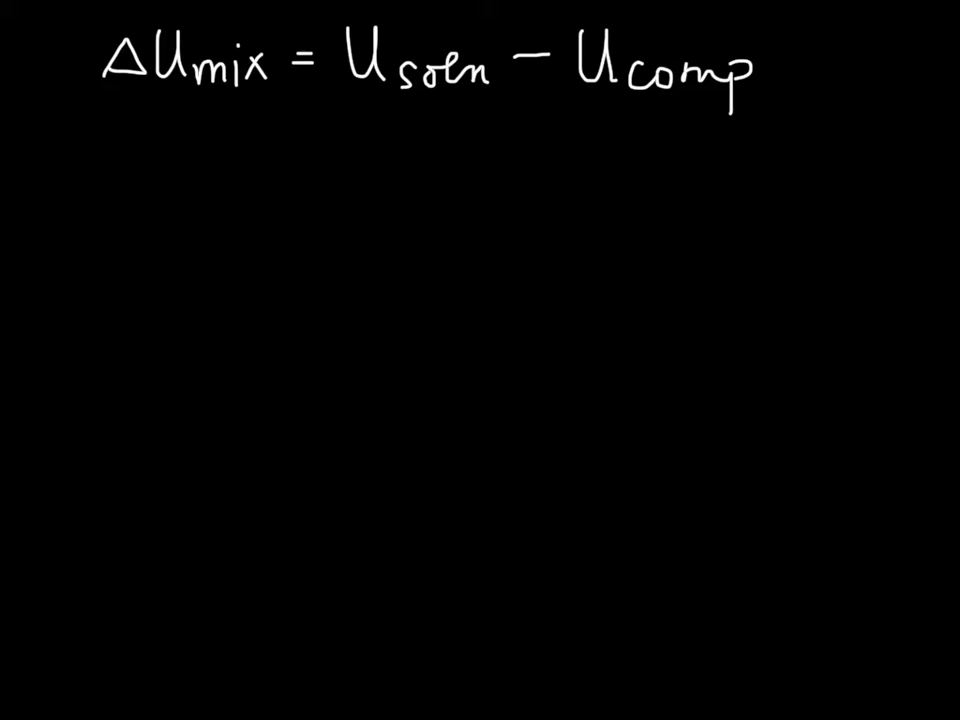 ΔUmix = Usoln - Ucomp